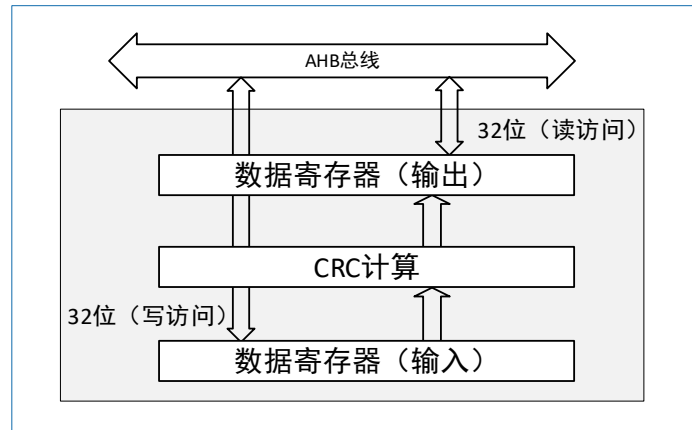 AHB总线
32位（读访问）
数据寄存器（输出）
CRC计算
32位（写访问）
数据寄存器（输入）